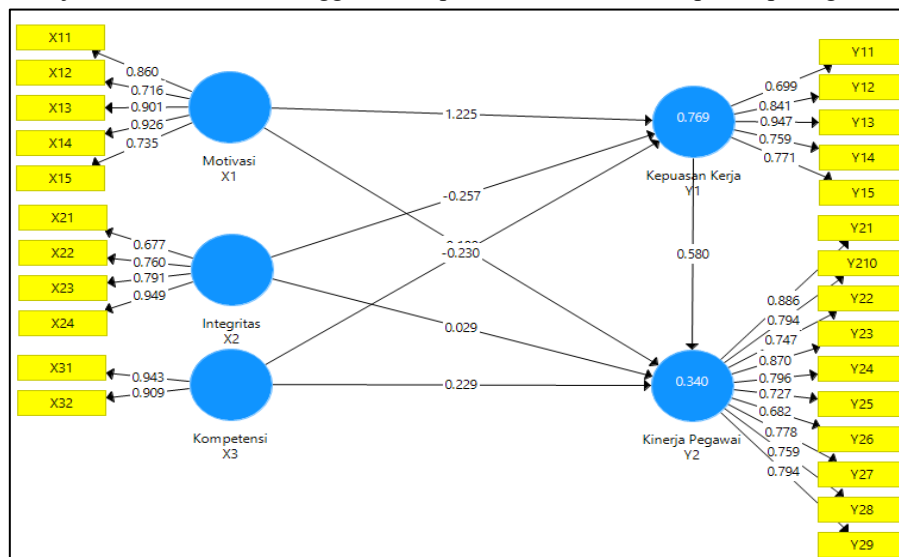 X11
X12
X13
X14
X15
0.860
0.716
0.901
0.926
0.735
Motivasi
X1
X21
X22
X23
X24
0.677
0.760
0.791
0.949
Integritas
X2
X31
X32
0.943
0.909
Kompetensi
X3
1.225
-0.257
-0.230
0.029
0.229
0.580
0.769
Kepuasan Kerja
Y1
0.699
0.841
0.947
0.759
0.771
Y11
Y12
Y13
Y14
Y15
0.340
Kinerja Pegawai
Y2
0.886
0.794
0.747
0.870
0.796
0.727
0.682
0.778
0.759
0.794
Y21
Y210
Y22
Y23
Y24
Y25
Y26
Y27
Y28
Y29